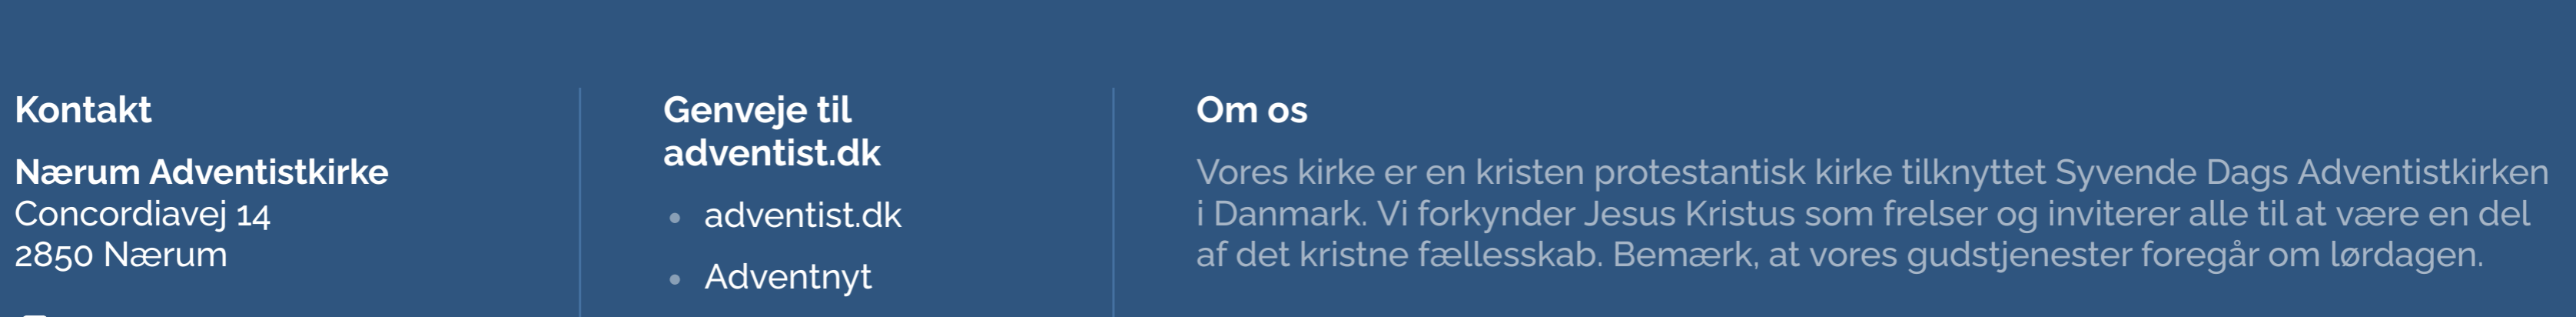 Kontakt
Nærum Adventistkirke
Concordiavej 14
2850 Nærum
Genveje til
adventist.dk
adventist.dk
Adventnyt
Om os
Vores kirke er en kristen protestantisk kirke tilknyttet Syvende Dags Adventistkirken
i Danmark. Vi forkynder Jesus Kristus som frelser og inviterer alle til at være en del
af det kristne fællesskab. Bemærk, at vores gudstjenester foregår om lørdagen.